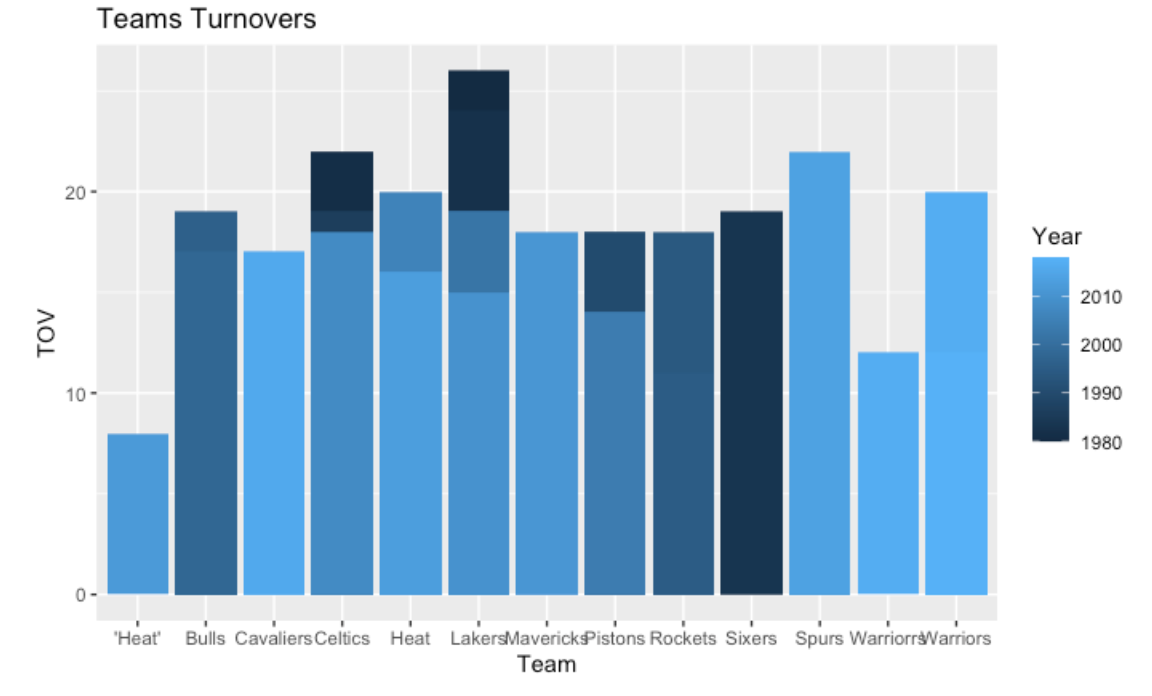 Teams Turnovers
TOV
20
10
0
'Heat' Bulls Cavaliers Celtics Heat Lakers Mavericks Pistons Rockets Sixers Spurs Warriorrs Warriors
Team
Year
2010
2000
1990
1980